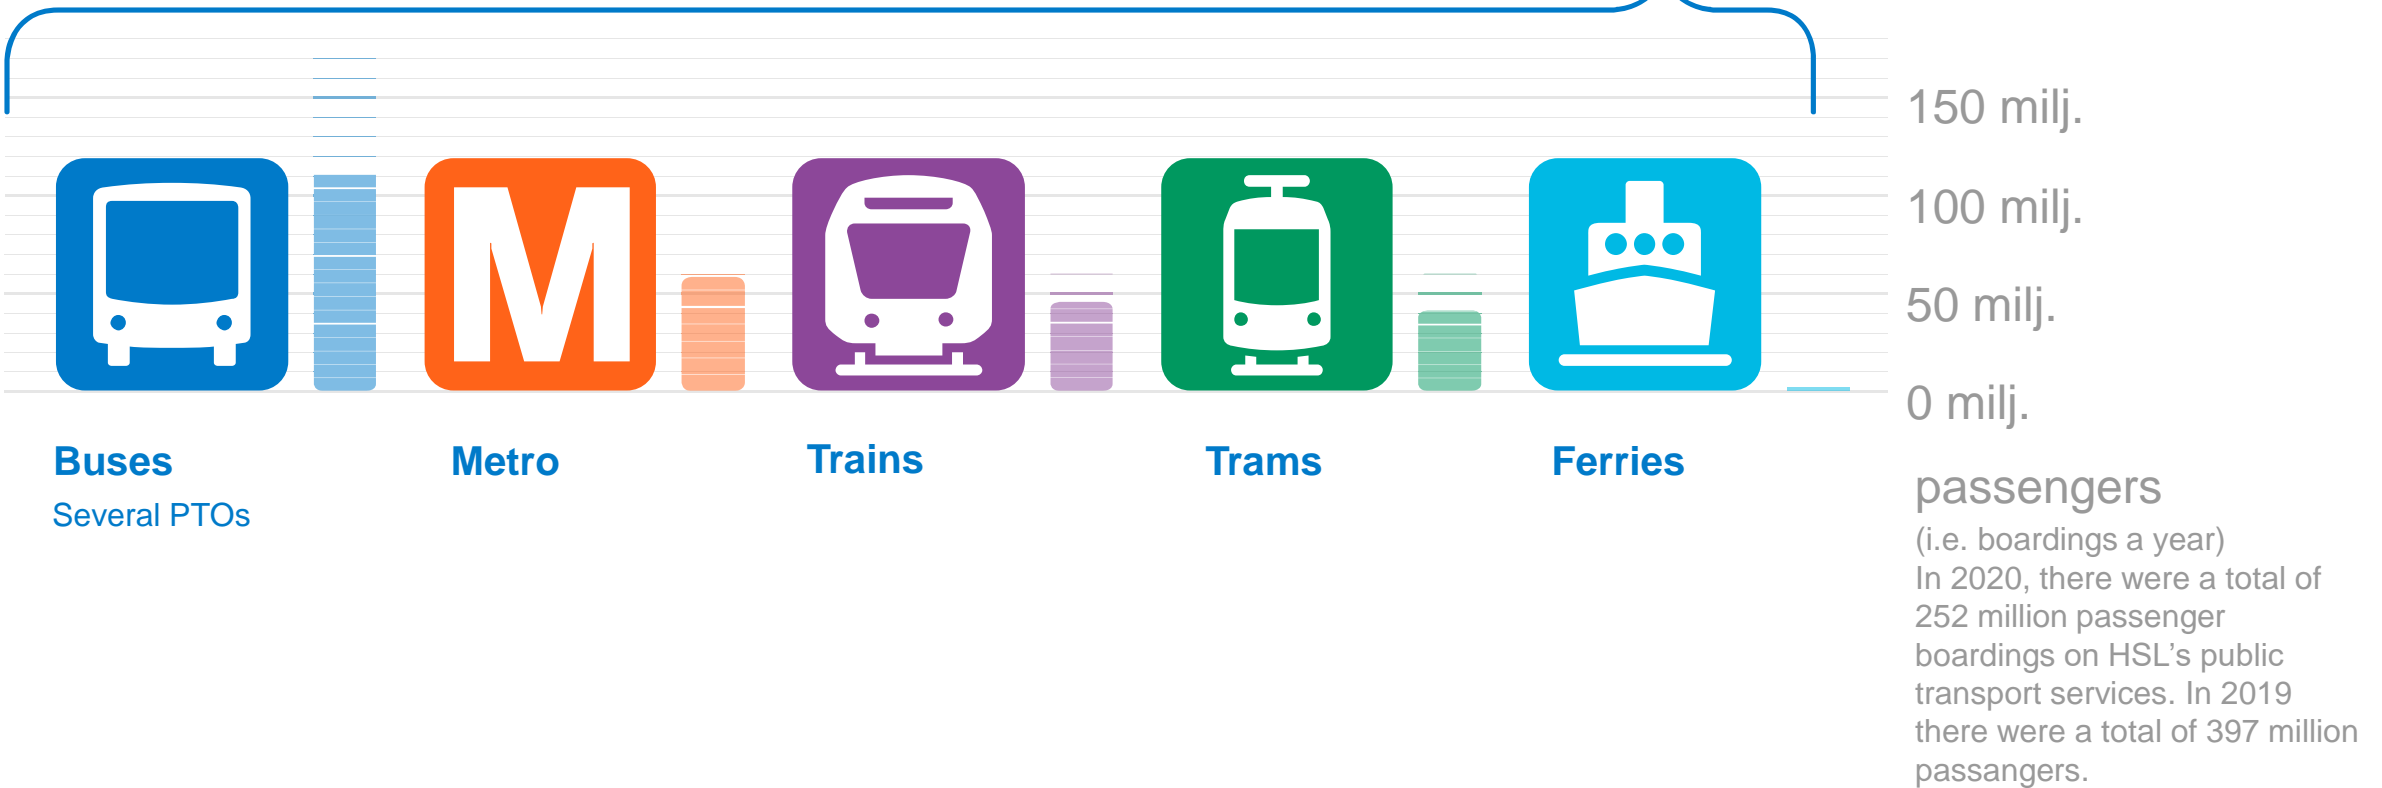 150 milj.
100 milj.
50 milj.
0 milj.
M
Buses
Several PTOs
Metro
Trains
Trams
Ferries
passengers
(i.e. boardings a year)
In 2020, there were a total of
252 million passenger
boardings on HSL’s public
transport services. In 2019
there were a total of 397 million
passangers.